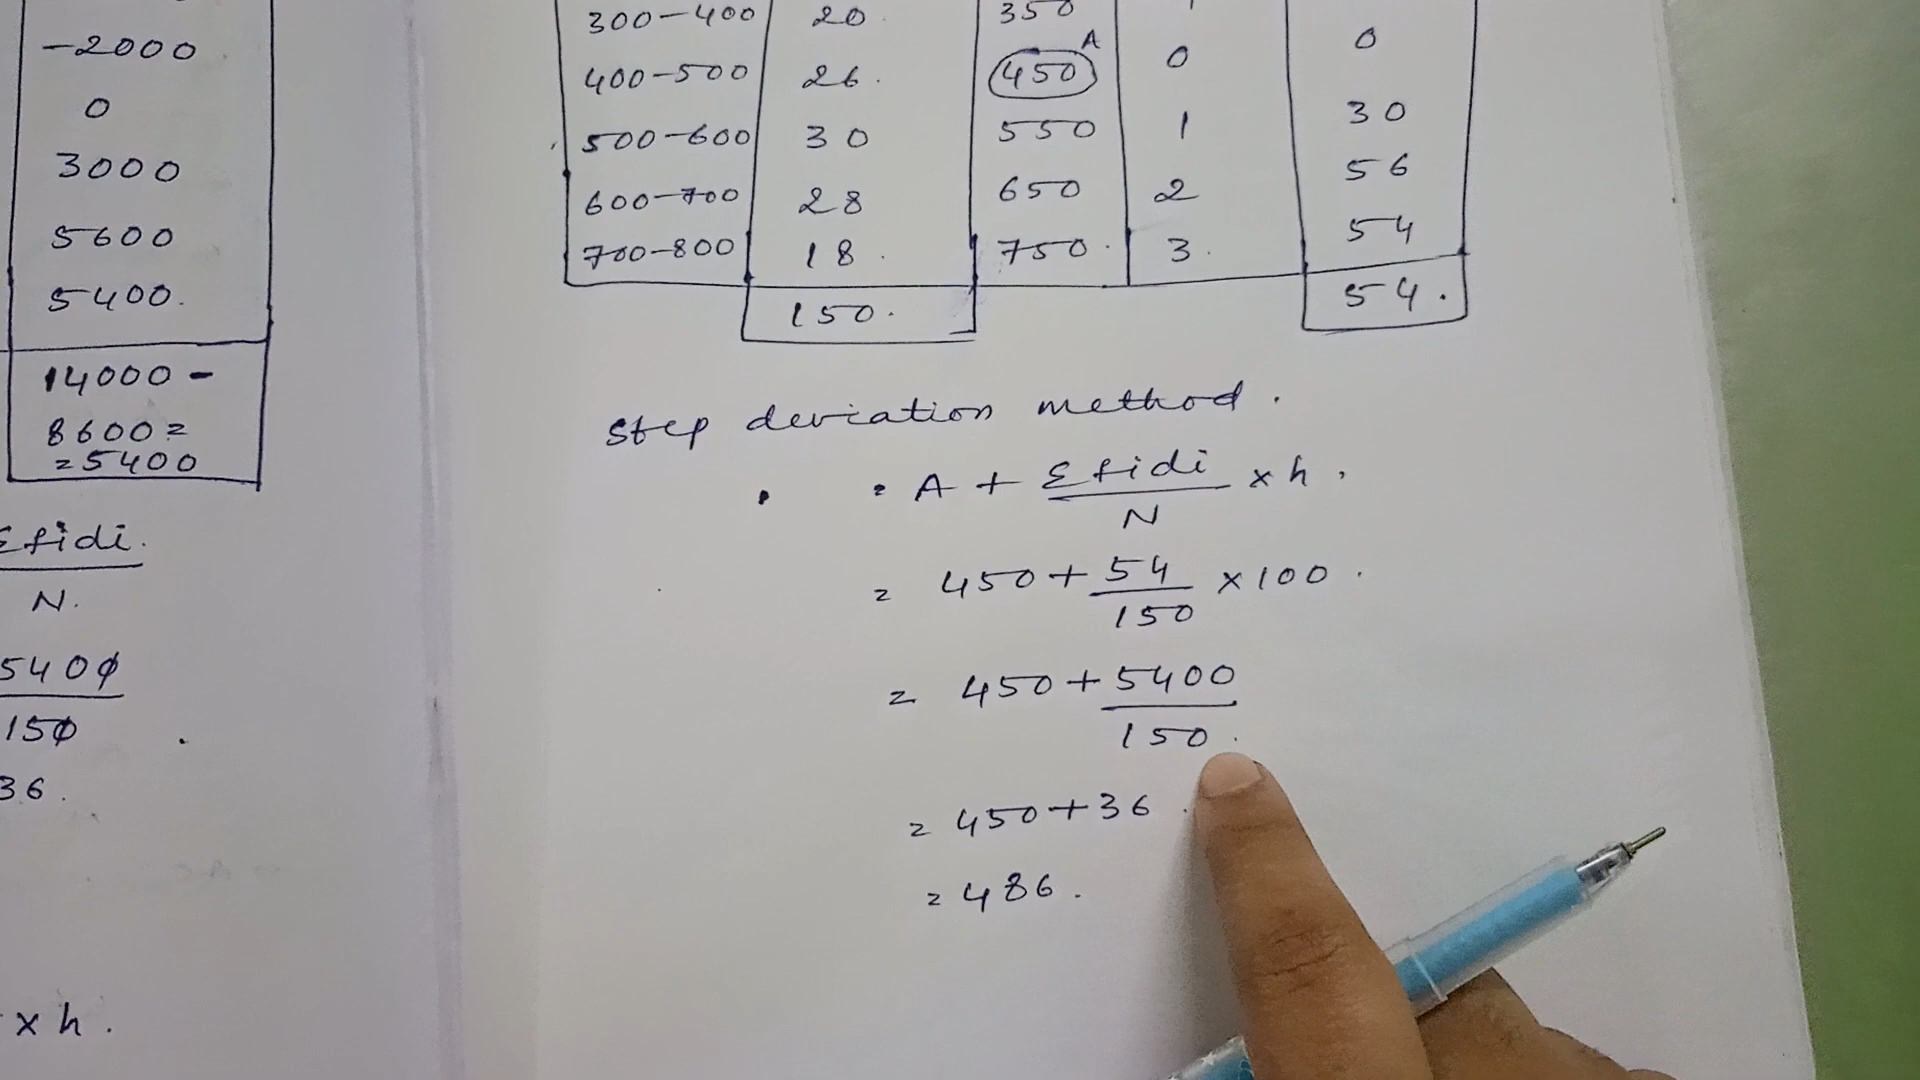 -2000
0
3000
5600
5400.
14000 -
8600 =
= 5400
Σfidi.
N.
5400
150
36.
x h.
300-400 20 350
400-500 26. 450 A 0 0
500-600 30 550 1 30
600-700 28 650 2 56
700-800 18. 750. 3. 54
150. 54.
Step deviation method.
= A + Σfidi x h.
N
= 450 + 54 x 100.
150
= 450 + 5400
150.
= 450 + 36.
= 486.